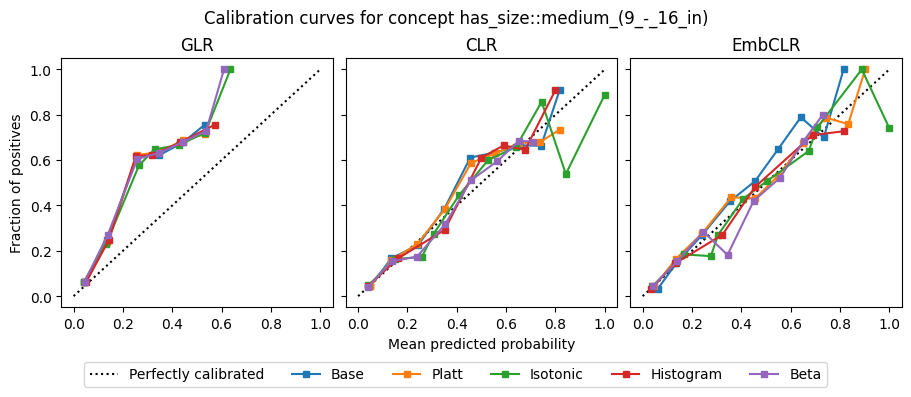 Calibration curves for concept has_size::medium_(9_-_16_in)
GLR
CLR
EmbCLR
Fraction of positives
1.0
0.8
0.6
0.4
0.2
0.0
0.0 0.2 0.4 0.6 0.8 1.0
0.0 0.2 0.4 0.6 0.8 1.0
0.0 0.2 0.4 0.6 0.8 1.0
Mean predicted probability
Perfectly calibrated Base Platt Isotonic Histogram Beta